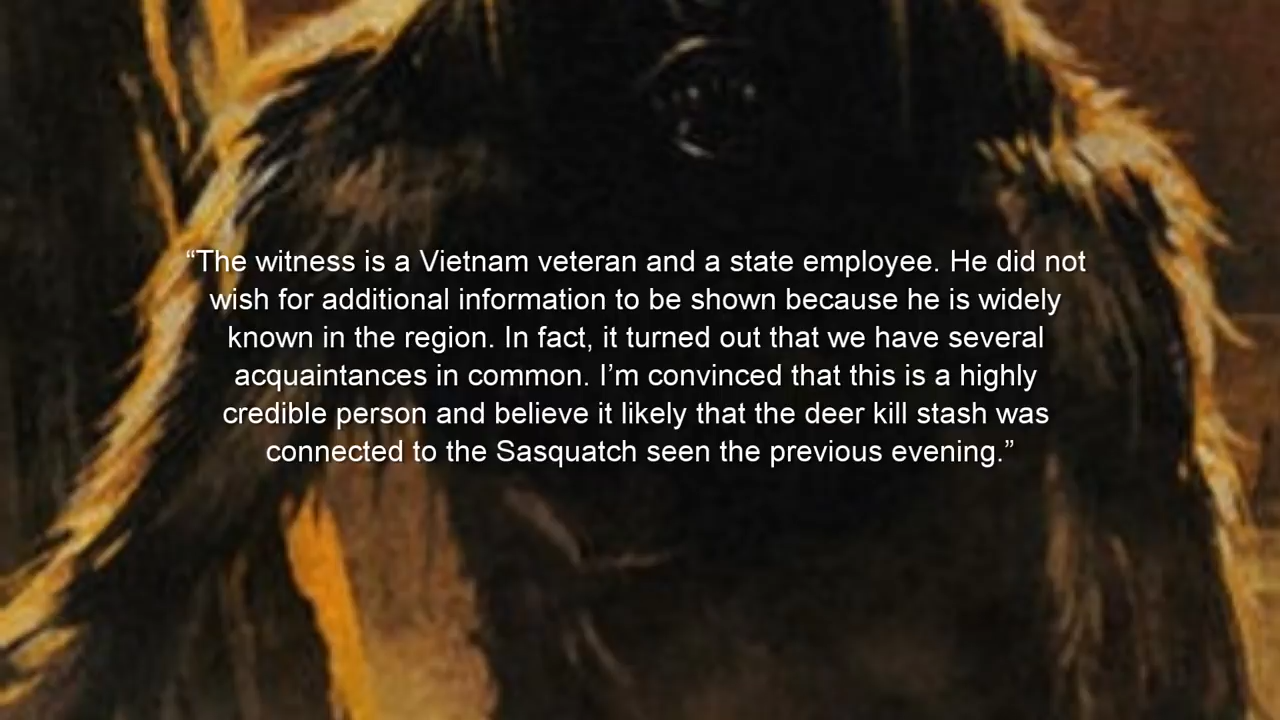 “The witness is a Vietnam veteran and a state employee. He did not
wish for additional information to be shown because he is widely
known in the region. In fact, it turned out that we have several
acquaintances in common. I’m convinced that this is a highly
credible person and believe it likely that the deer kill stash was
connected to the Sasquatch seen the previous evening.”